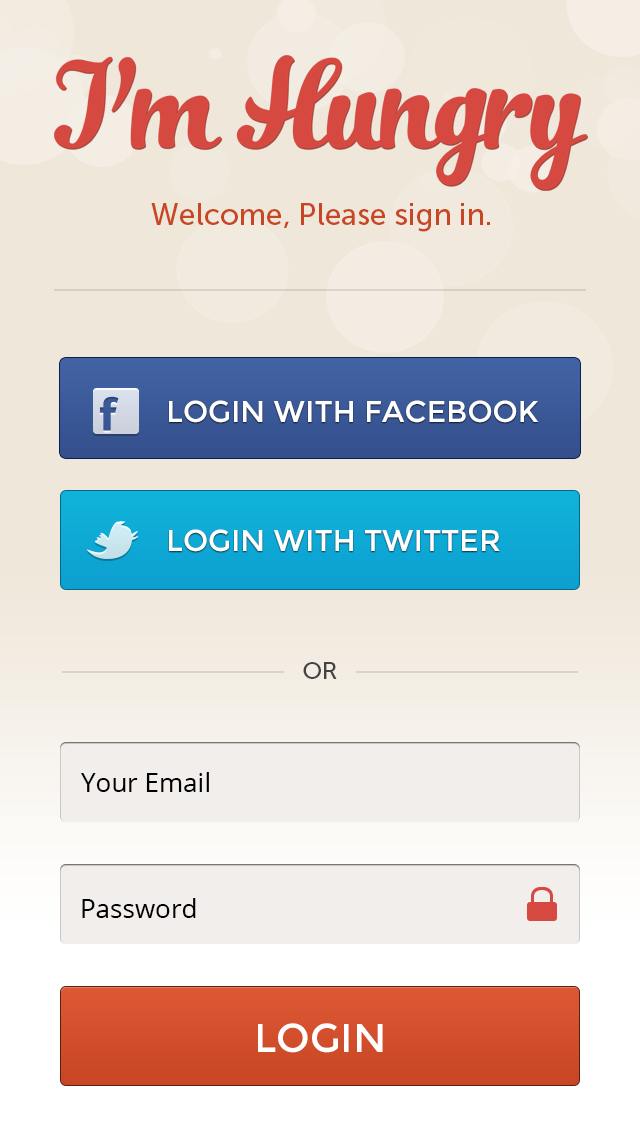 I'm Hungry
Welcome, Please sign in.
f LOGIN WITH FACEBOOK
LOGIN WITH TWITTER
OR
Your Email
Password
LOGIN